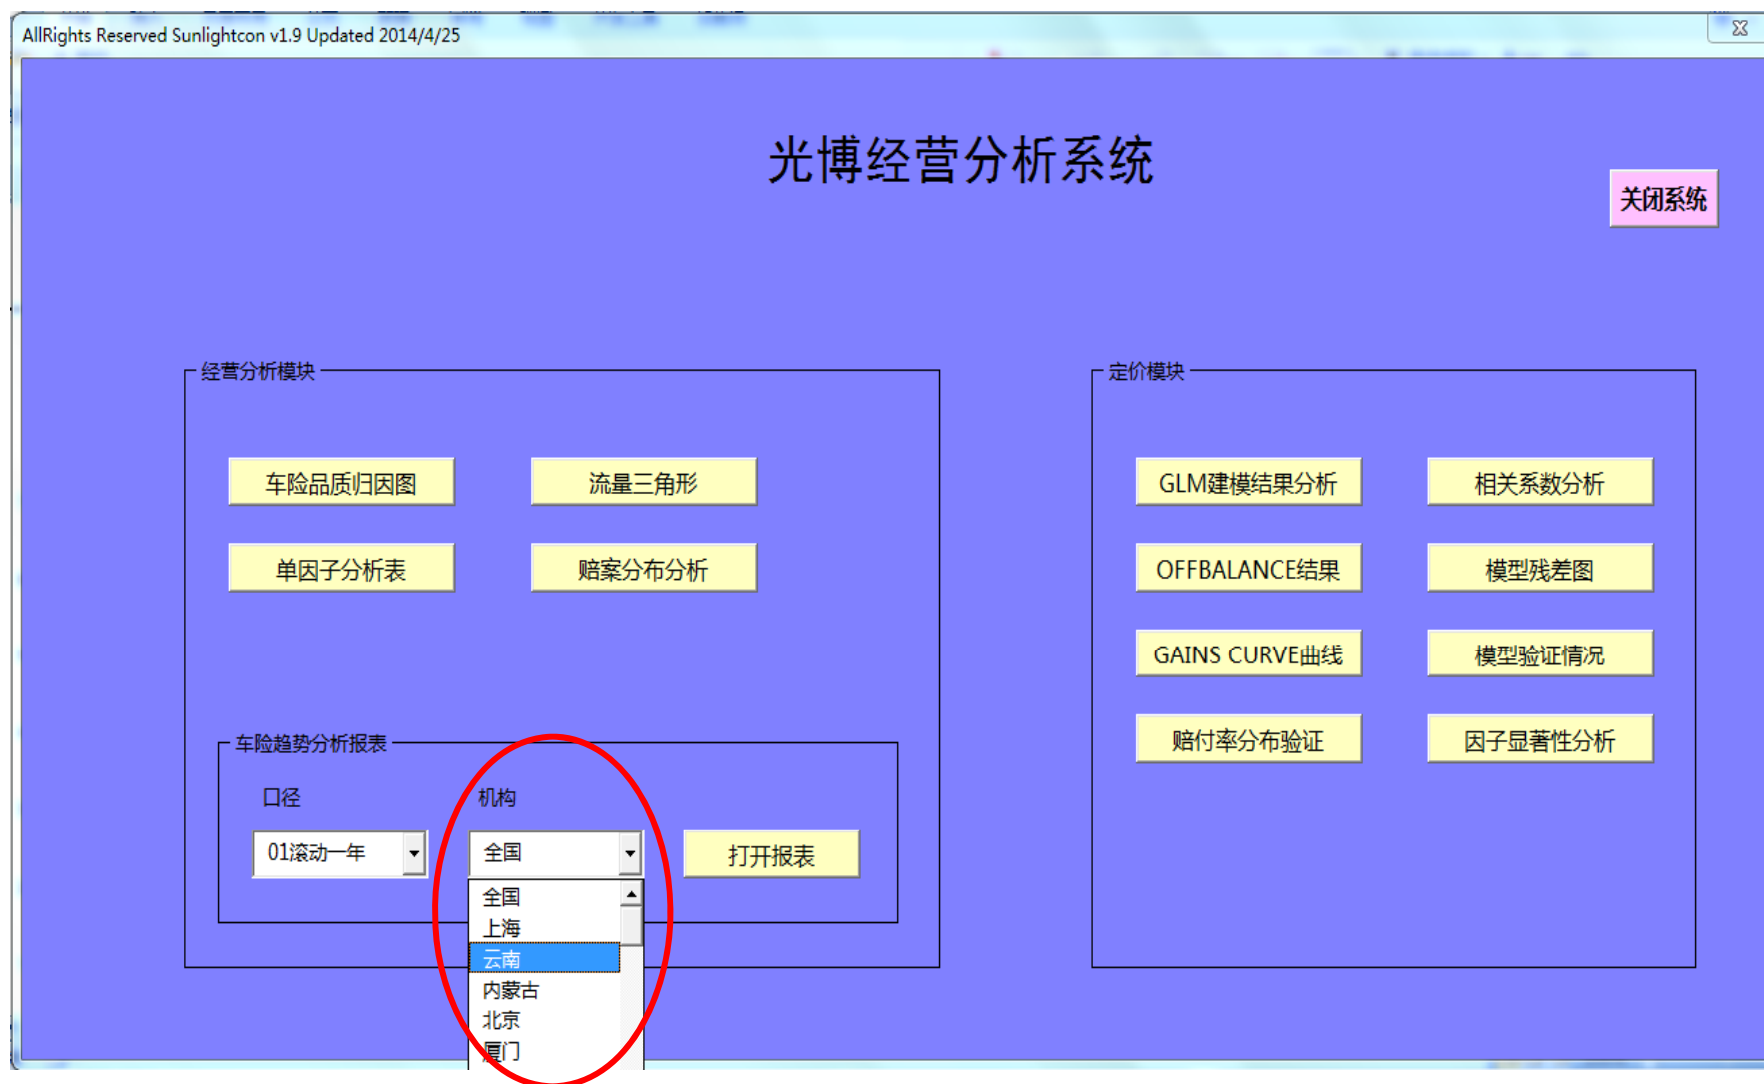 AllRights Reserved Sunlightcon v1.9 Updated 2014/4/25
光博经营分析系统
关闭系统
经营分析模块
车险品质归因图
流量三角形
单因子分析表
赔案分布分析
车险趋势分析报表
口径
机构
01滚动一年
全国
打开报表
全国
上海
云南
内蒙古
北京
厦门
定价模块
GLM建模结果分析
相关系数分析
OFFBALANCE结果
模型残差图
GAINS CURVE曲线
模型验证情况
赔付率分布验证
因子显著性分析